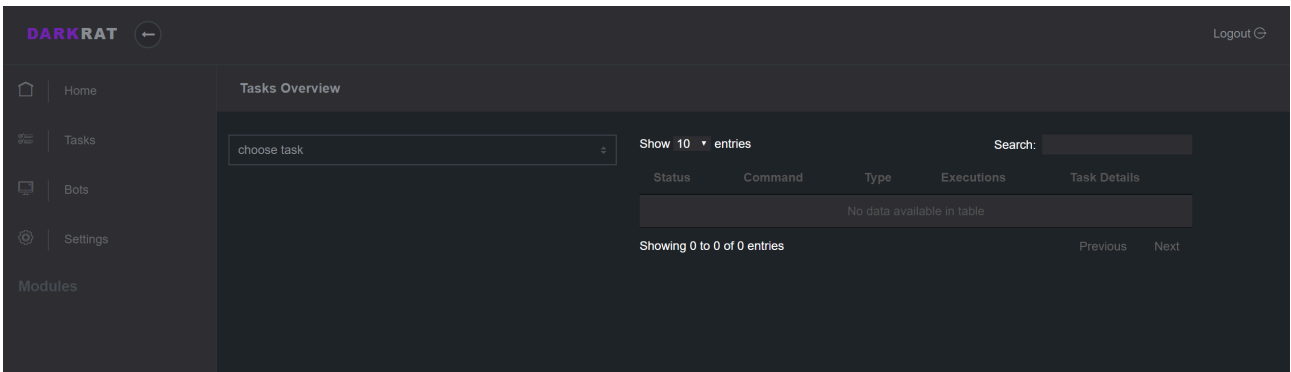 DARKRAT
Logout
Home
Tasks
Bots
Settings
Modules
Tasks Overview
choose task
Show 10 entries
Search:
Status Command Type Executions Task Details
No data available in table
Showing 0 to 0 of 0 entries
Previous Next